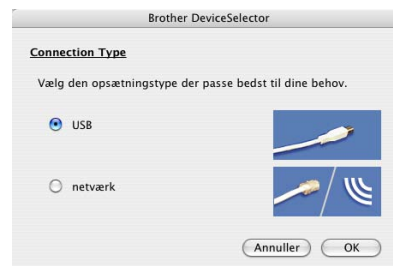 Brother DeviceSelector
Connection Type
Vælg den opsætningstype der passe bedst til dine behov.
USB
netværk
Annuller OK